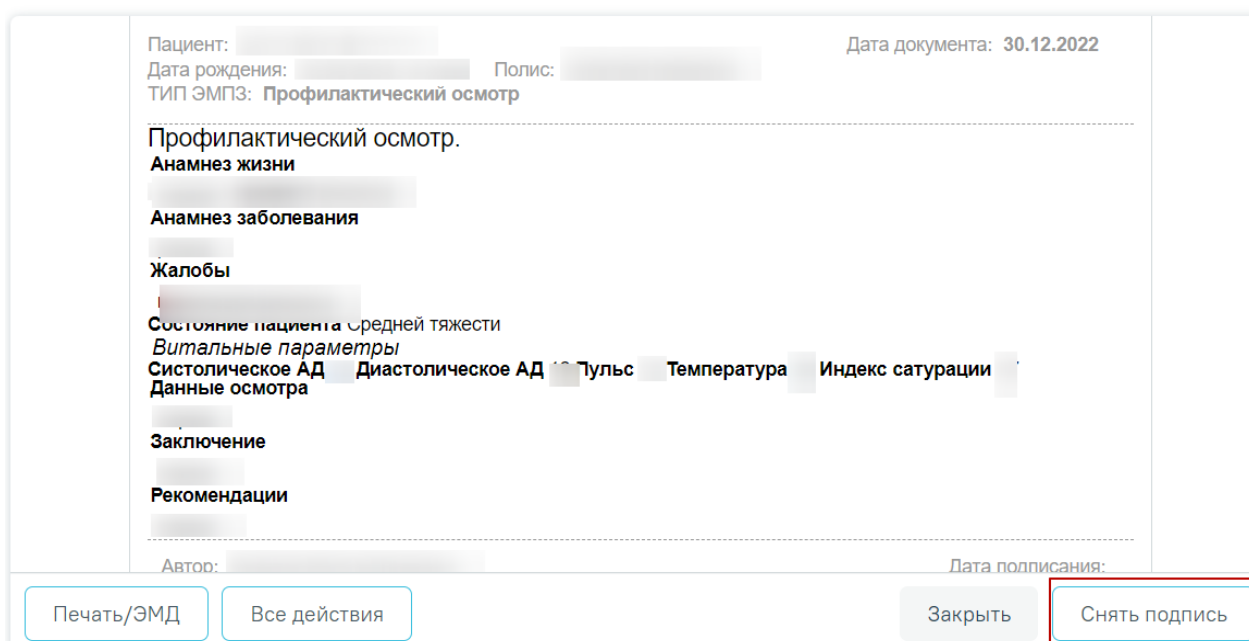 Пациент: Дата документа: 30.12.2022
Дата рождения: Полис:
ТИП ЭМПЗ: Профилактический осмотр
Профилактический осмотр.
Анамнез жизни
Анамнез заболевания
Жалобы
Состояние пациента Средней тяжести
Витальные параметры
Систолическое АД Диастолическое АД Пульс Температура Индекс сатурации
Данные осмотра
Заключение
Рекомендации
Автор: Дата подписания:
Печать/ЭМД Все действия Закрыть Снять подпись